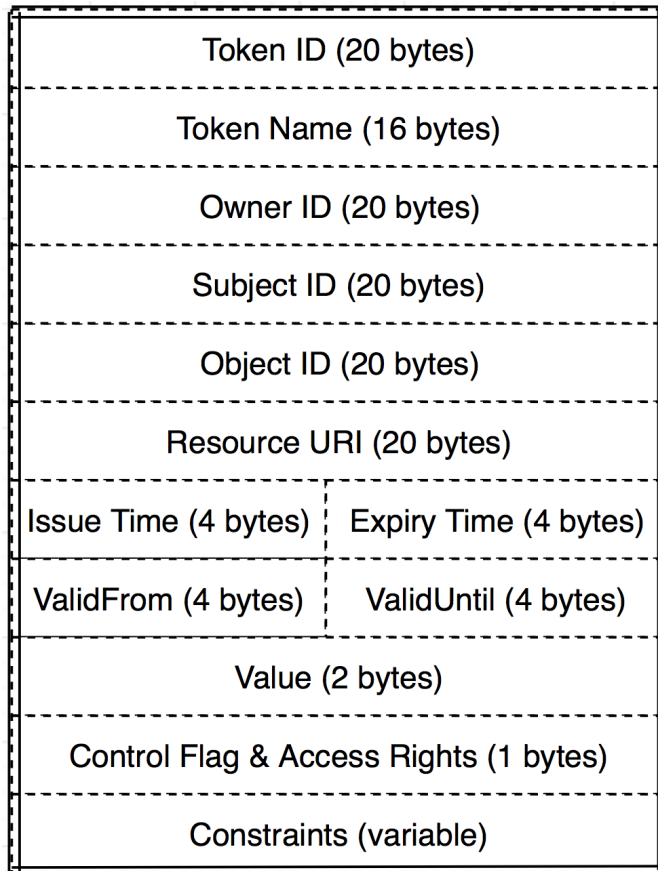 Token ID (20 bytes)
Token Name (16 bytes)
Owner ID (20 bytes)
Subject ID (20 bytes)
Object ID (20 bytes)
Resource URI (20 bytes)
Issue Time (4 bytes) Expiry Time (4 bytes)
ValidFrom (4 bytes) ValidUntil (4 bytes)
Value (2 bytes)
Control Flag & Access Rights (1 bytes)
Constraints (variable)